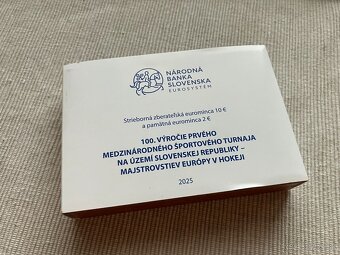 NÁRODNÁ
BANKA
SLOVENSKA
EUROSYSTÉM
Strieborná zberateľská eurominca 10 €
a pamätná eurominca 2 €
100. VÝROČIE PRVÉHO
MEDZINÁRODNÉHO ŠPORTOVÉHO TURNAJA
NA ÚZEMÍ SLOVENSKEJ REPUBLIKY –
MAJSTROVSTIEV EURÓPY V HOKEJI
2025